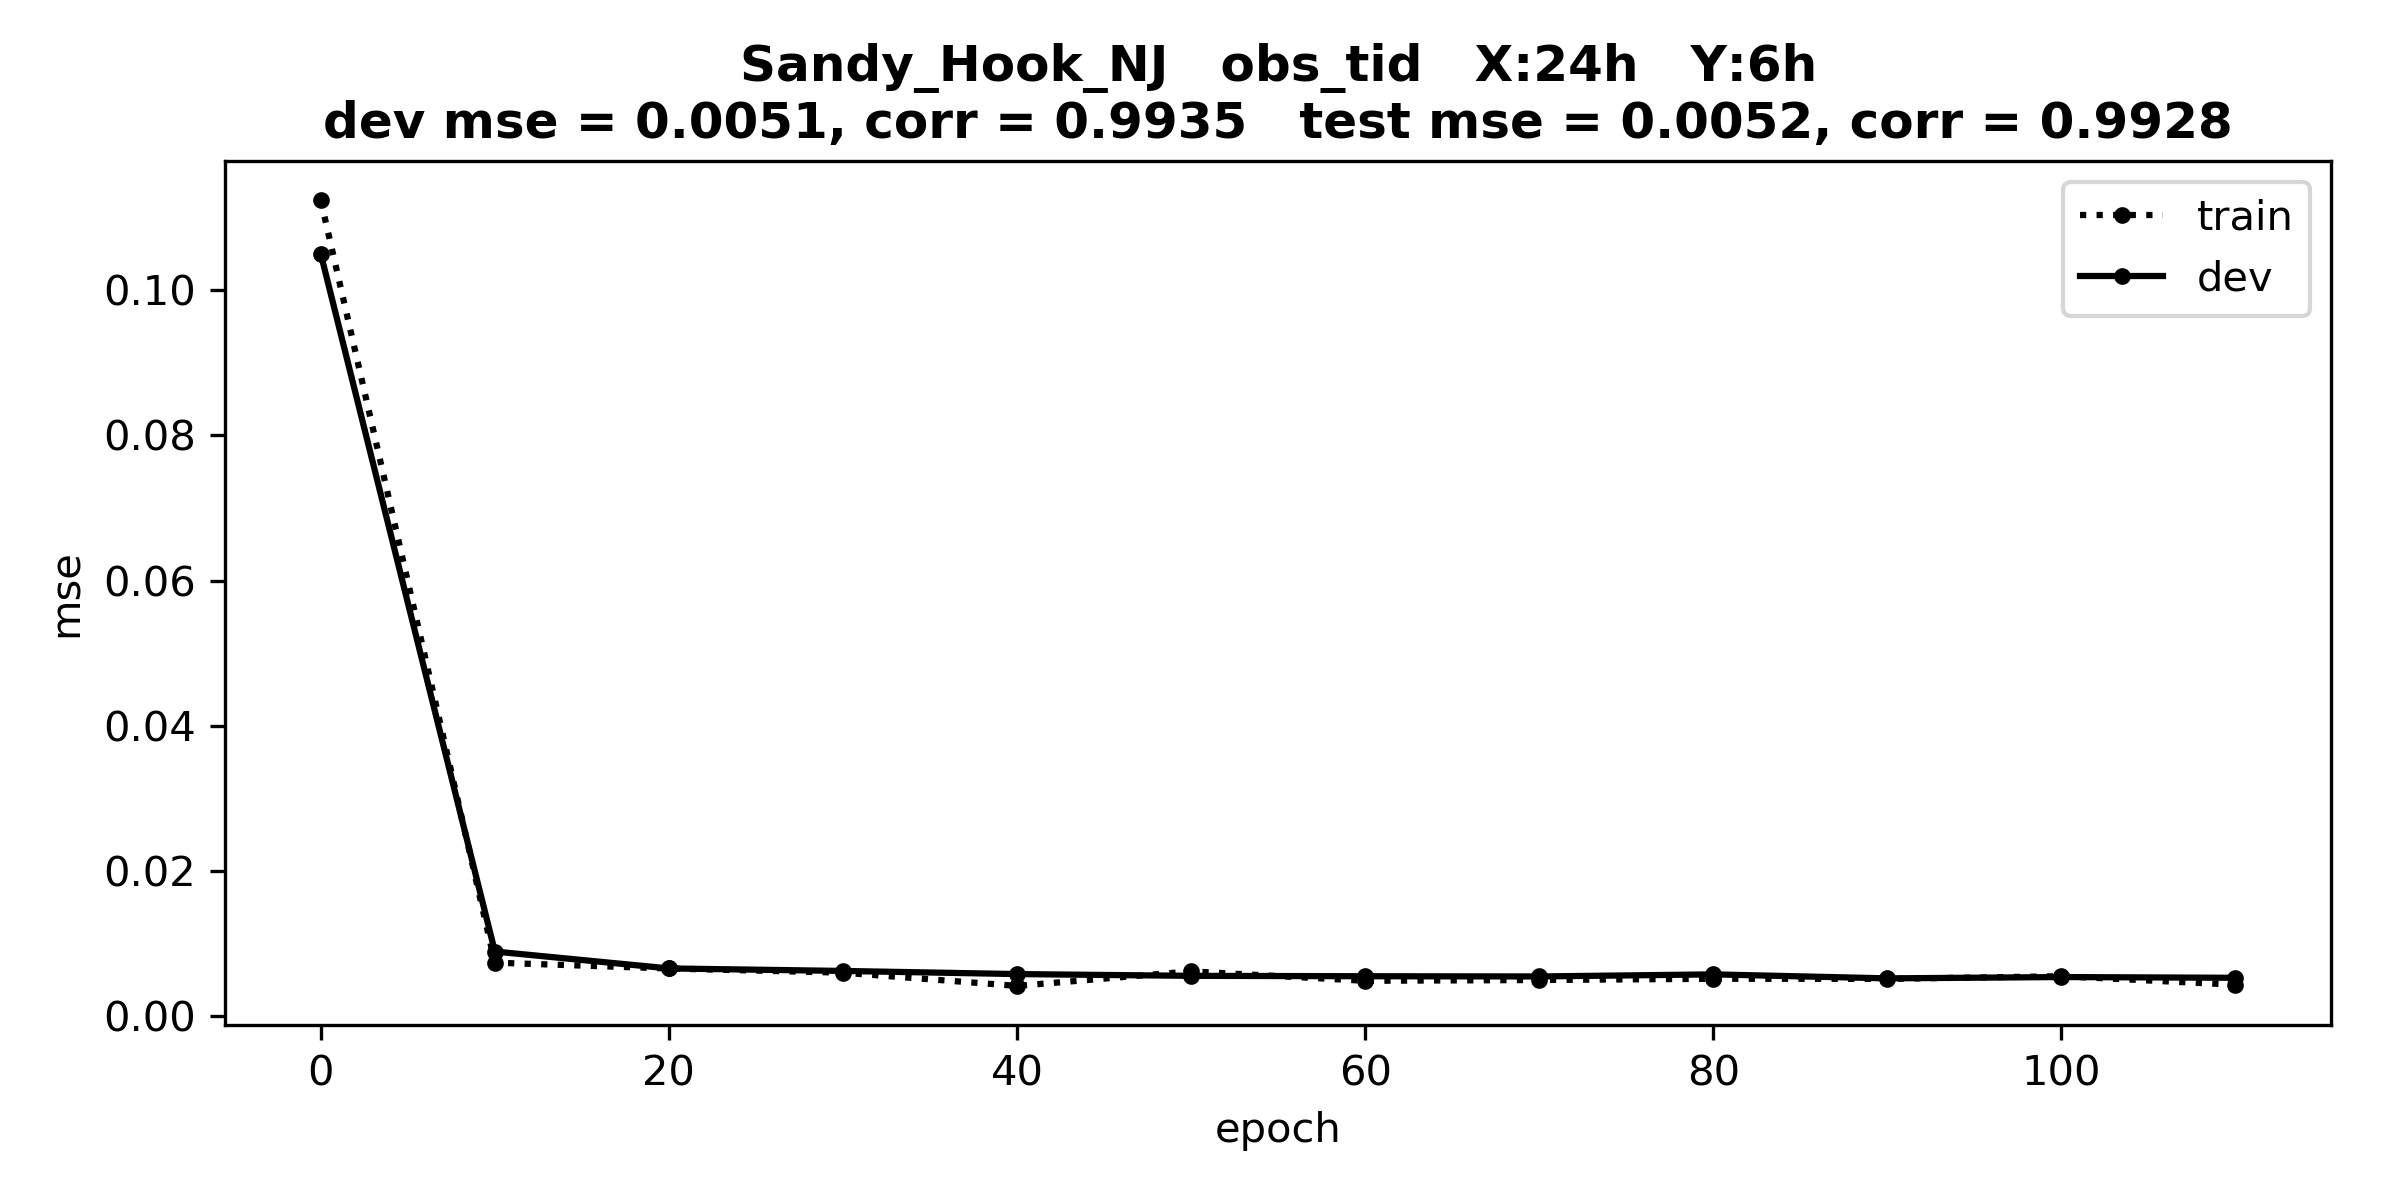 Sandy_Hook_NJ   obs_tid   X:24h   Y:6h
dev mse = 0.0051, corr = 0.9935   test mse = 0.0052, corr = 0.9928
train
dev
0.10
0.08
0.06
0.04
0.02
0.00
mse
0 20 40 60 80 100
epoch